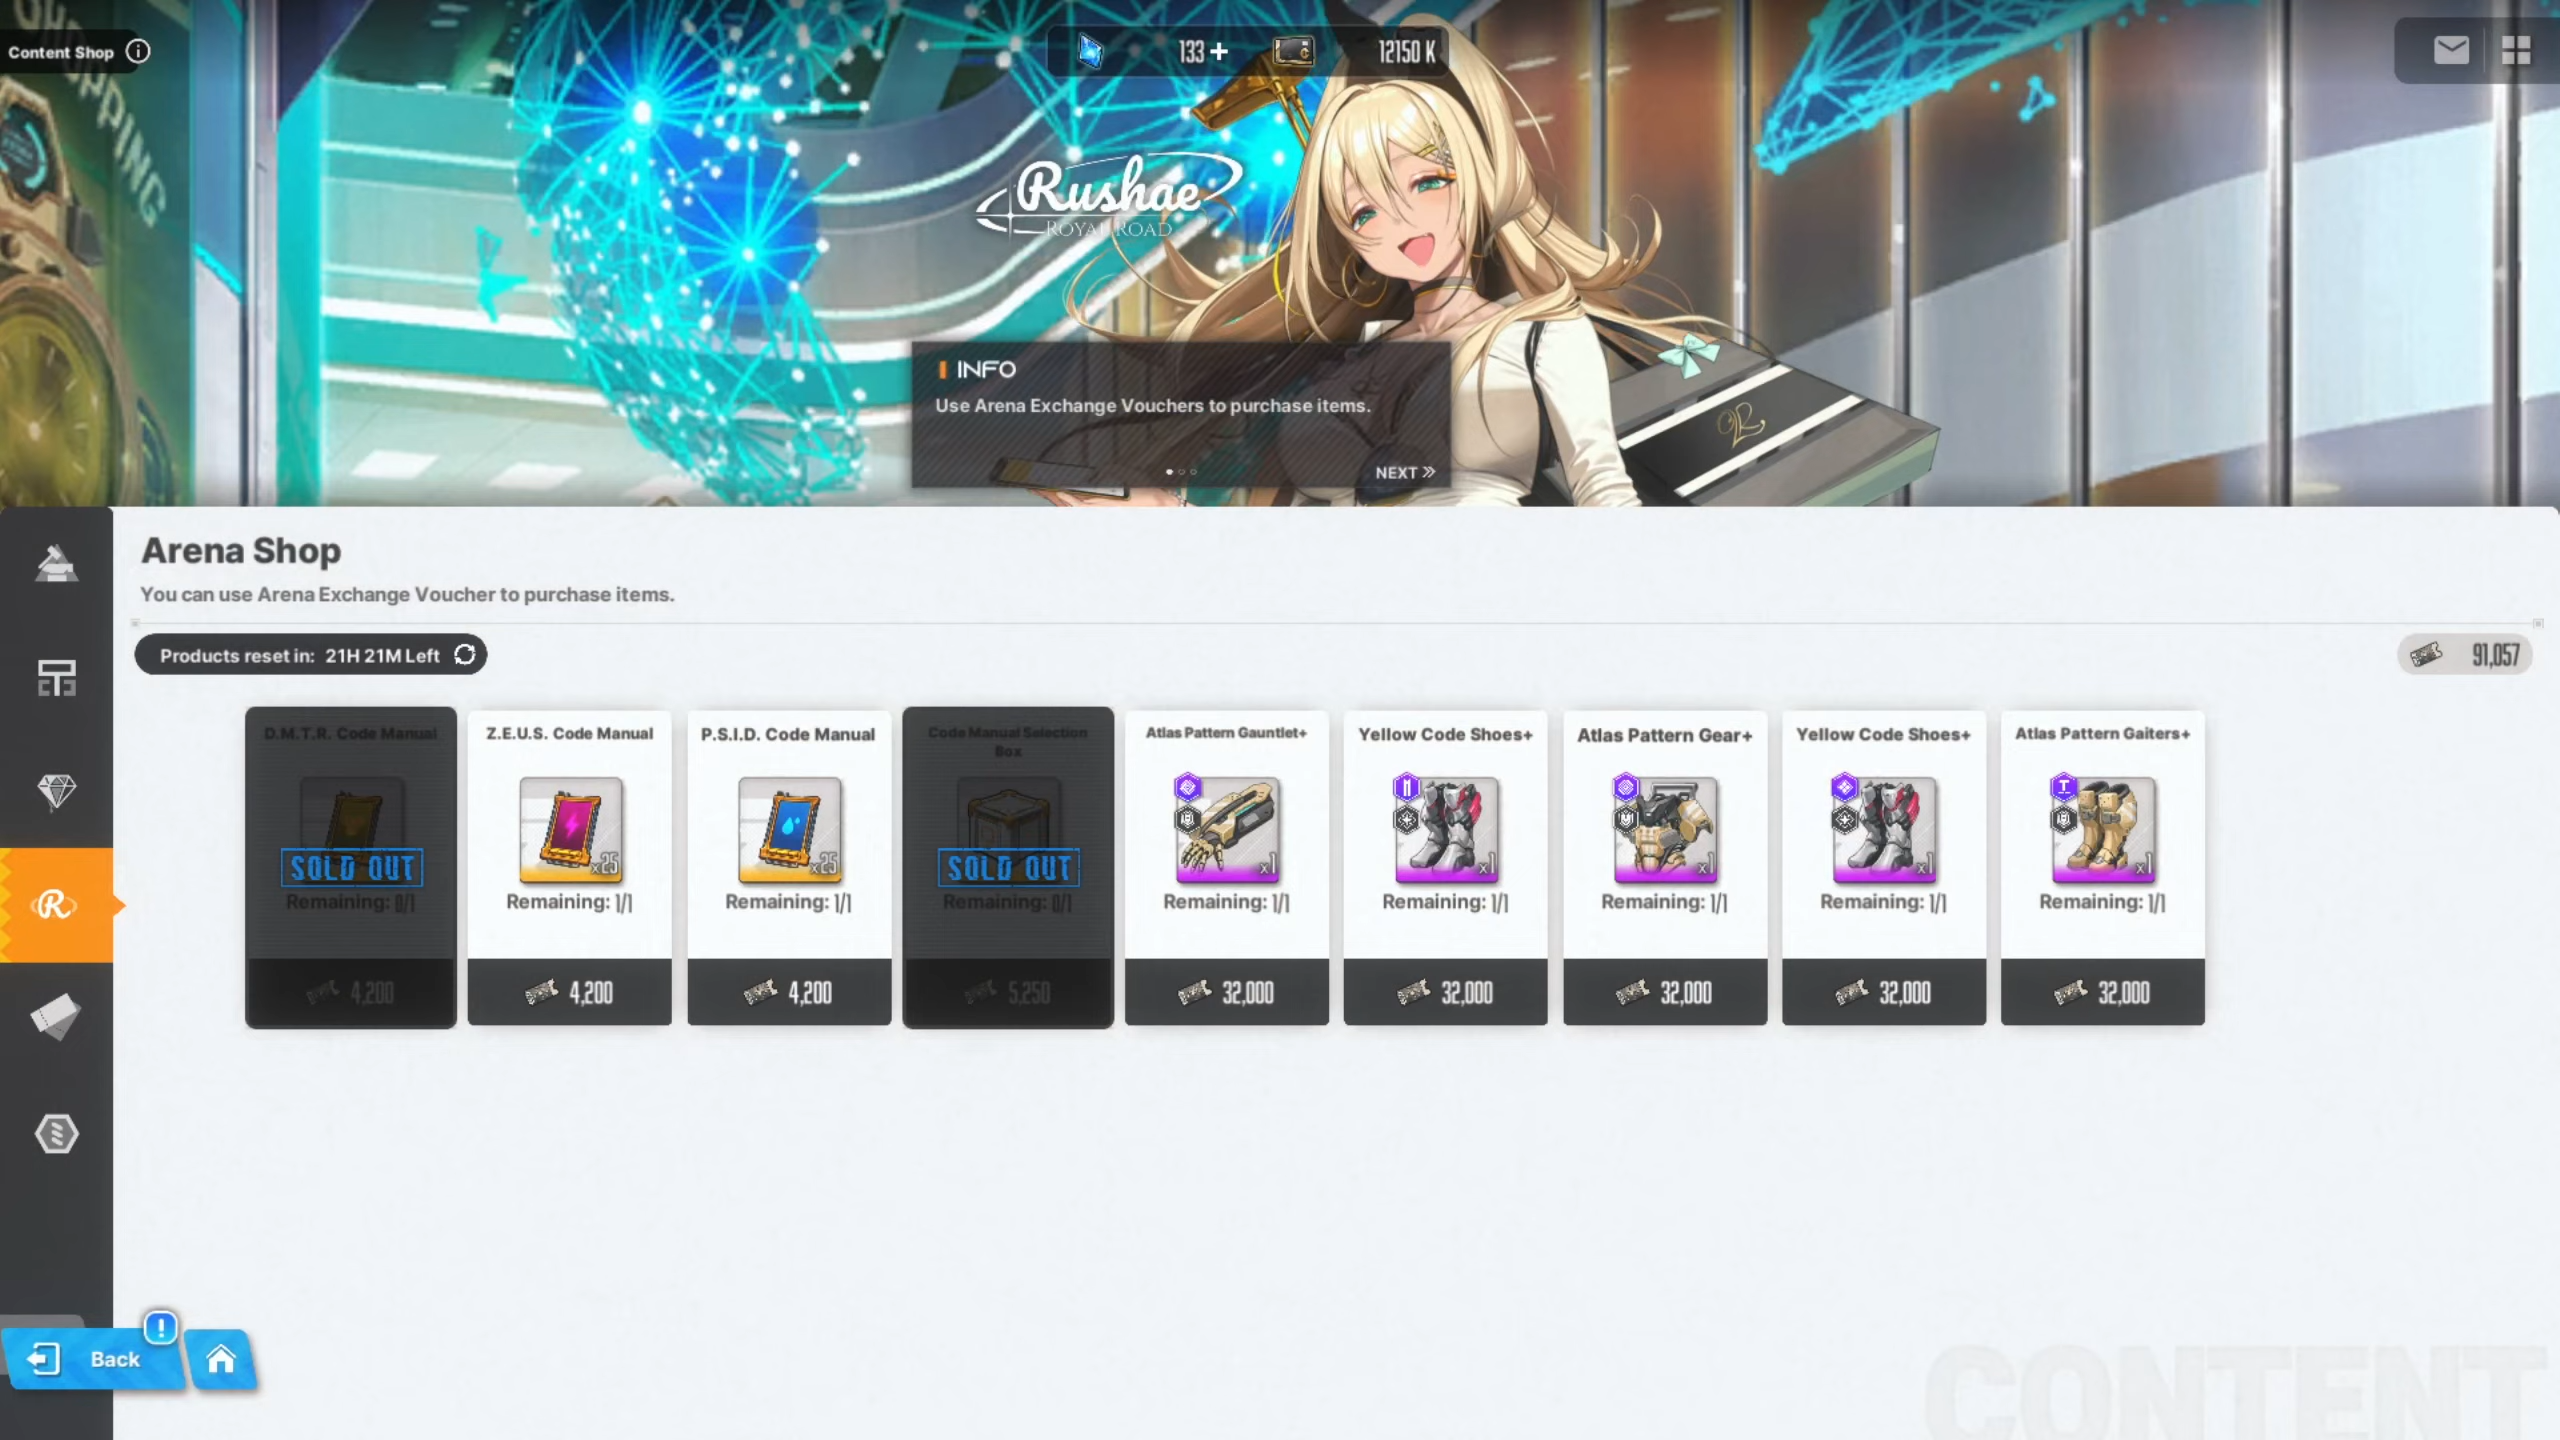 Content Shop
133 +
12150 K
SHOPPING
Rushae
ROYAL ROAD
INFO
Use Arena Exchange Vouchers to purchase items.
NEXT
Arena Shop
You can use Arena Exchange Voucher to purchase items.
Products reset in: 21H 21M Left
91,057
D.M.T.R. Code Manual
SOLD OUT
Remaining: 0/1
4,200
Z.E.U.S. Code Manual
x25
Remaining: 1/1
4,200
P.S.I.D. Code Manual
x25
Remaining: 1/1
4,200
Code Manual Selection
Box
SOLD OUT
Remaining: 0/1
5,250
Atlas Pattern Gauntlet+
x1
Remaining: 1/1
32,000
Yellow Code Shoes+
x1
Remaining: 1/1
32,000
Atlas Pattern Gear+
x1
Remaining: 1/1
32,000
Yellow Code Shoes+
x1
Remaining: 1/1
32,000
Atlas Pattern Gaiters+
x1
Remaining: 1/1
32,000
Back
CONTENT